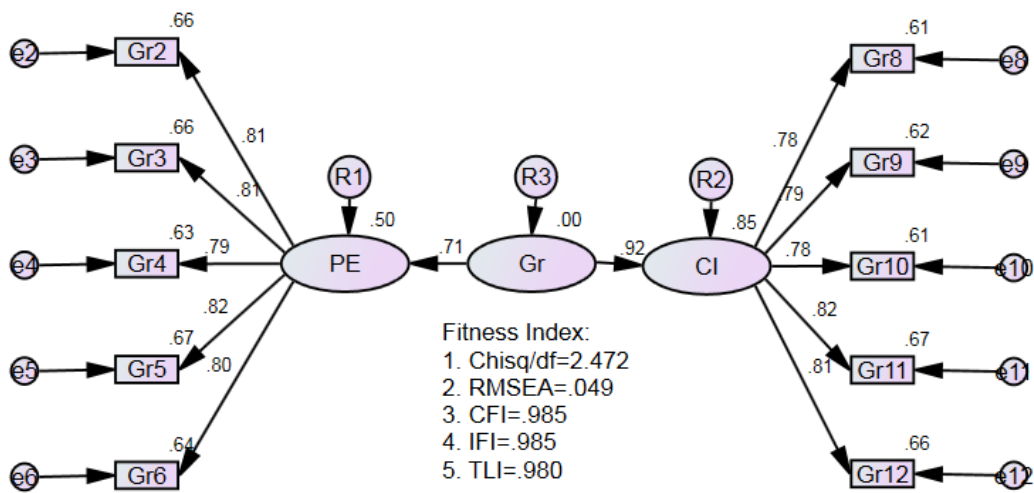 .66
e2
Gr2
.66
e3
Gr3
.63
e4
Gr4
.67
e5
Gr5
.64
e6
Gr6
.81
.81
.79
.82
.80
R1
.50
PE
.71
R3
.00
Gr
.92
R2
.85
CI
.78
.79
.78
.82
.81
.61
Gr8
e8
.62
Gr9
e9
.61
Gr10
e10
.67
Gr11
e11
.66
Gr12
e12
Fitness Index:
1. Chisq/df=2.472
2. RMSEA=.049
3. CFI=.985
4. IFI=.985
5. TLI=.980